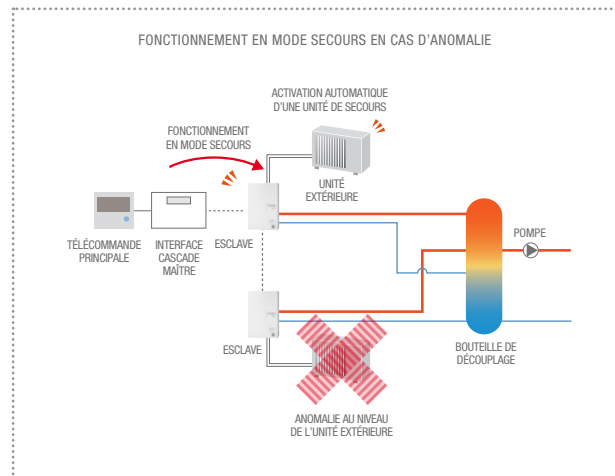 FONCTIONNEMENT EN MODE SECOURS EN CAS D'ANOMALIE
ACTIVATION AUTOMATIQUE
D'UNE UNITÉ DE SECOURS
FONCTIONNEMENT
EN MODE SECOURS
UNITÉ
EXTÉRIEURE
TÉLÉCOMMANDE
PRINCIPALE
INTERFACE
CASCADE
MAÎTRE
ESCLAVE
POMPE
ESCLAVE
BOUTEILLE DE
DÉCOUPLAGE
ANOMALIE AU NIVEAU
DE L'UNITÉ EXTÉRIEURE